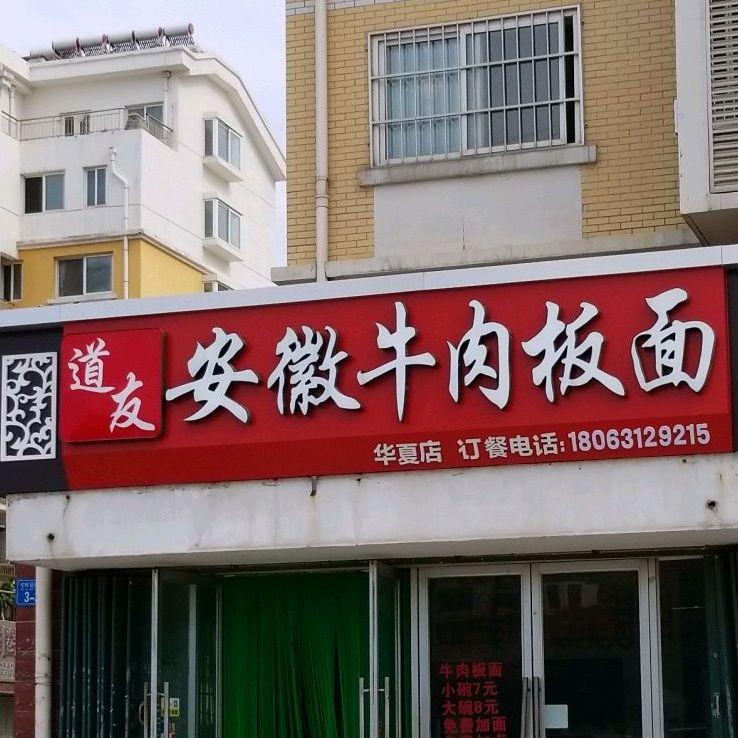 道友
安徽牛肉板面
华夏店 订餐电话:18063129215
牛肉板面
小碗7元
大碗8元
免费加面